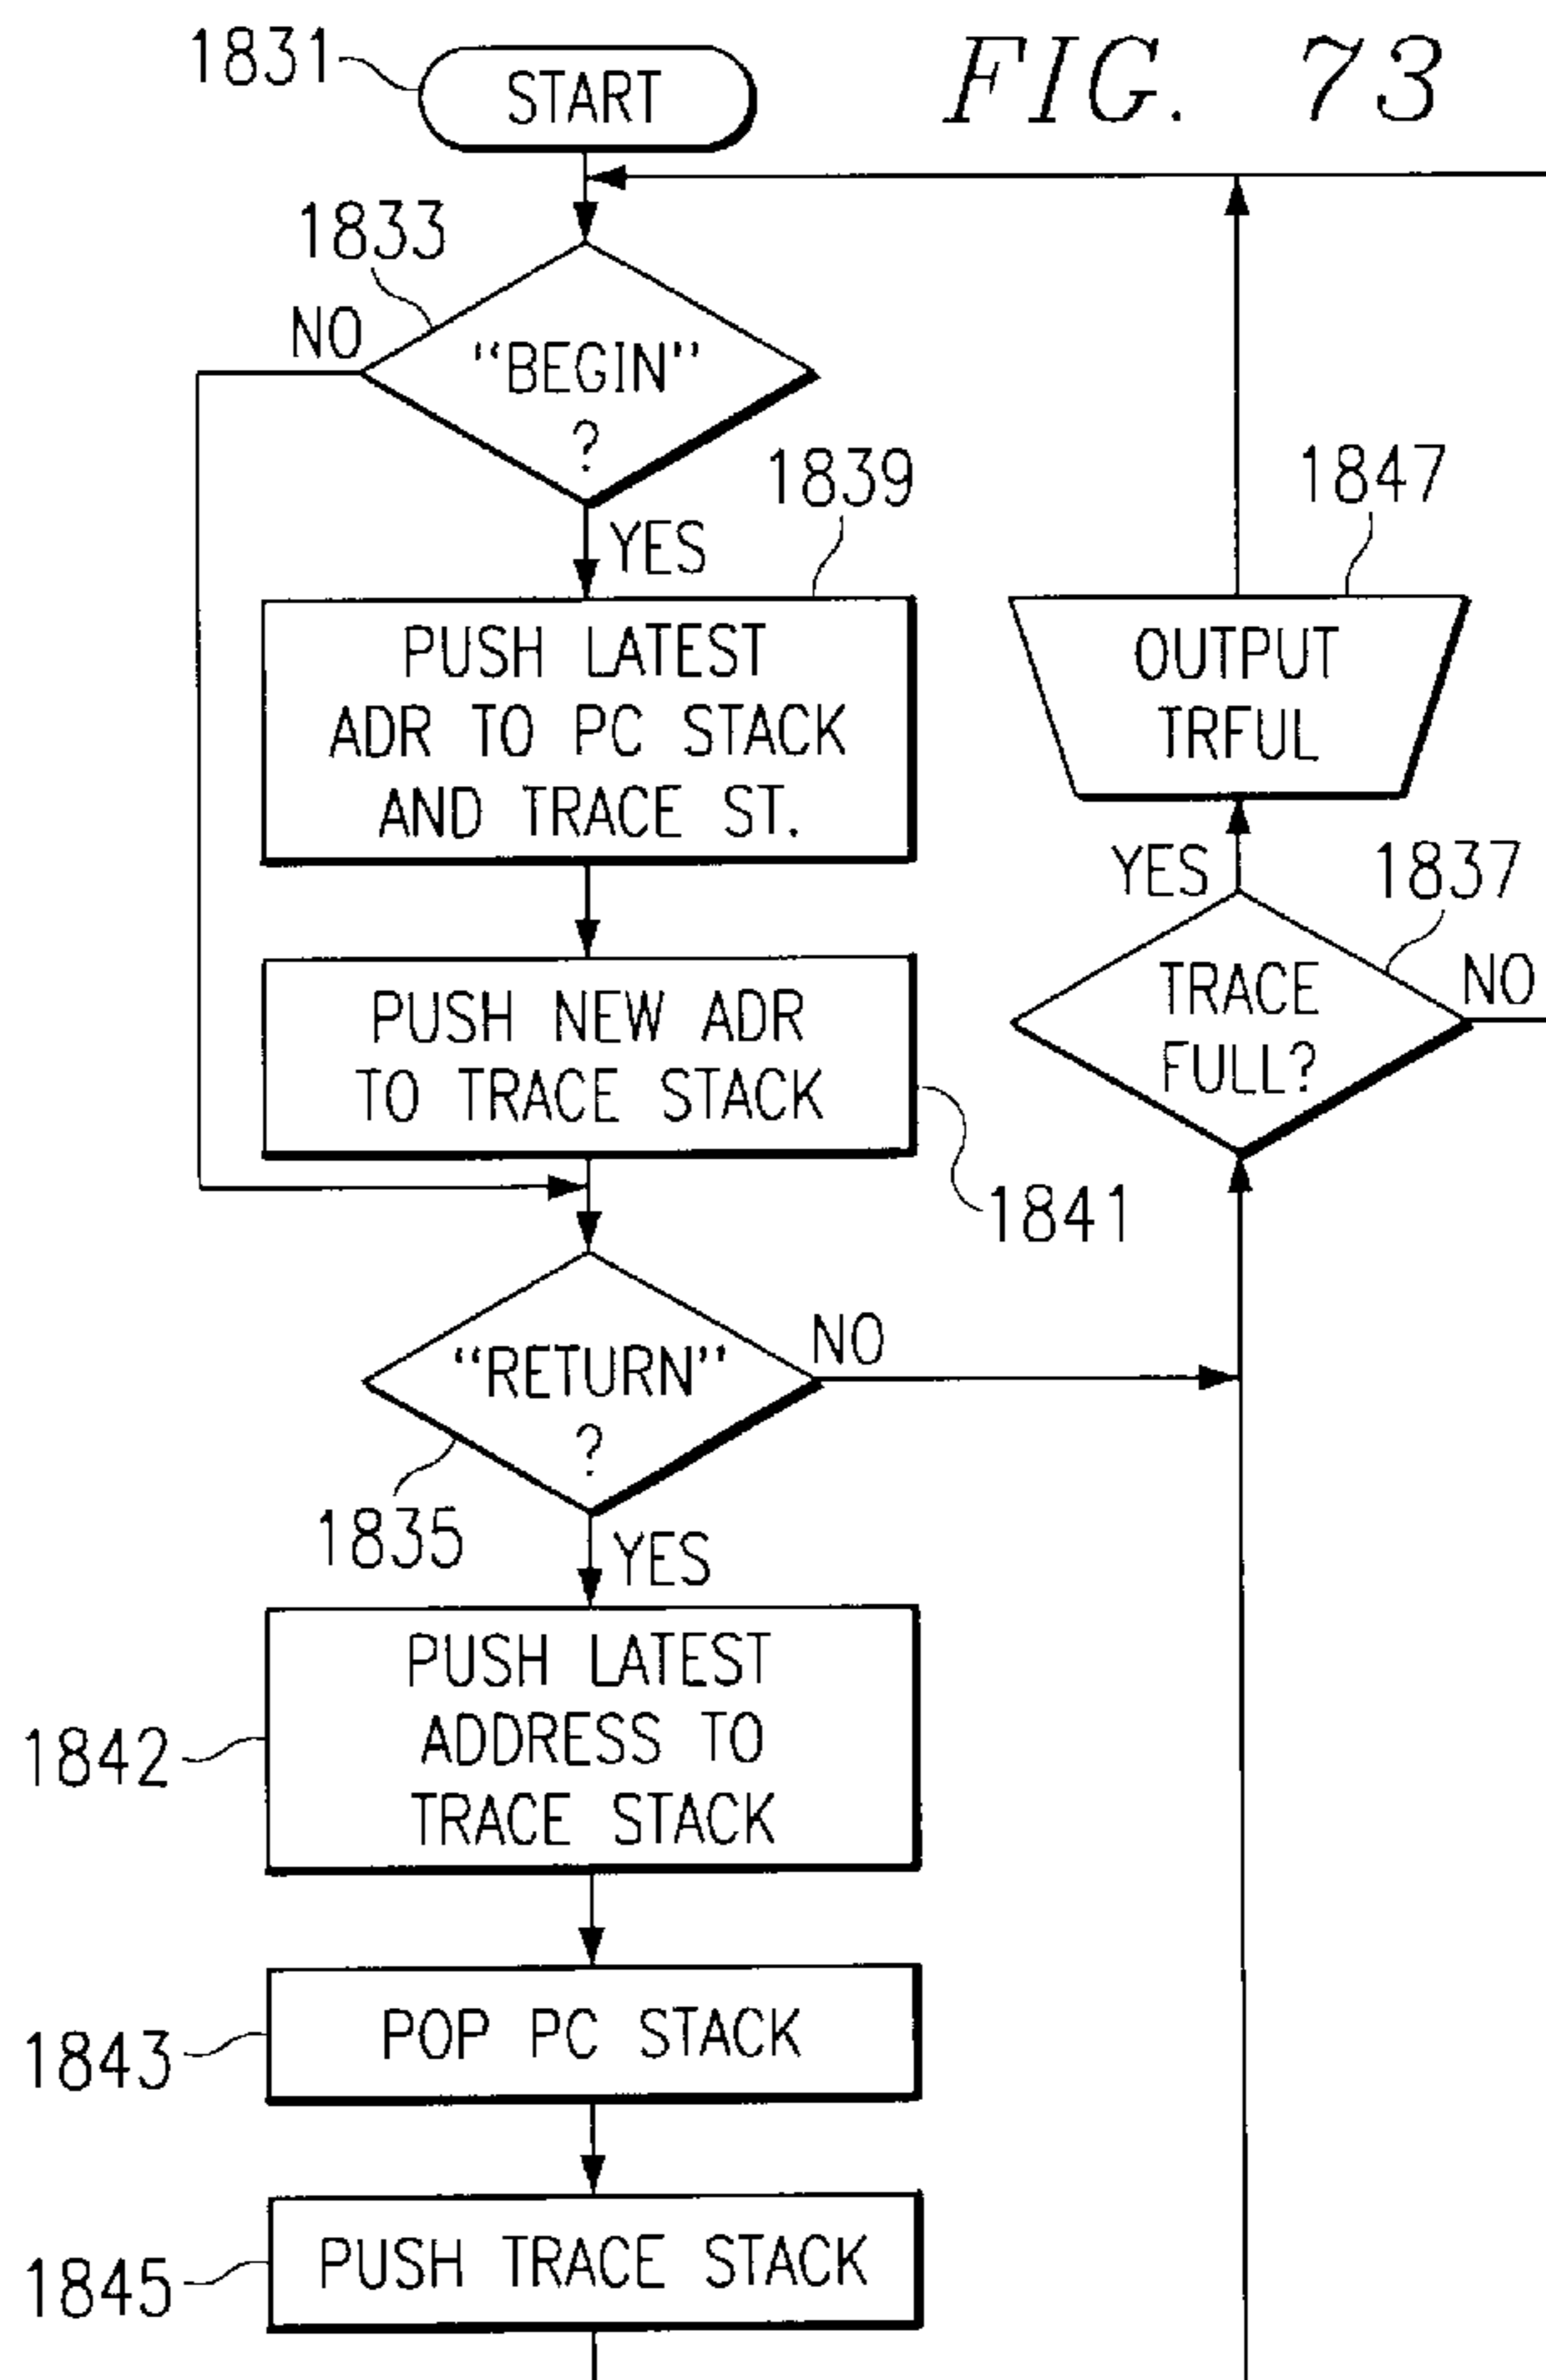 FIG. 73
1831
START
1833
NO
"BEGIN"
?
YES
1839
PUSH LATEST
ADR TO PC STACK
AND TRACE ST.
1847
OUTPUT
TRFUL
YES
1837
TRACE
FULL?
NO
PUSH NEW ADR
TO TRACE STACK
1841
"RETURN"
?
NO
1835
YES
1842
PUSH LATEST
ADDRESS TO
TRACE STACK
1843
POP PC STACK
1845
PUSH TRACE STACK